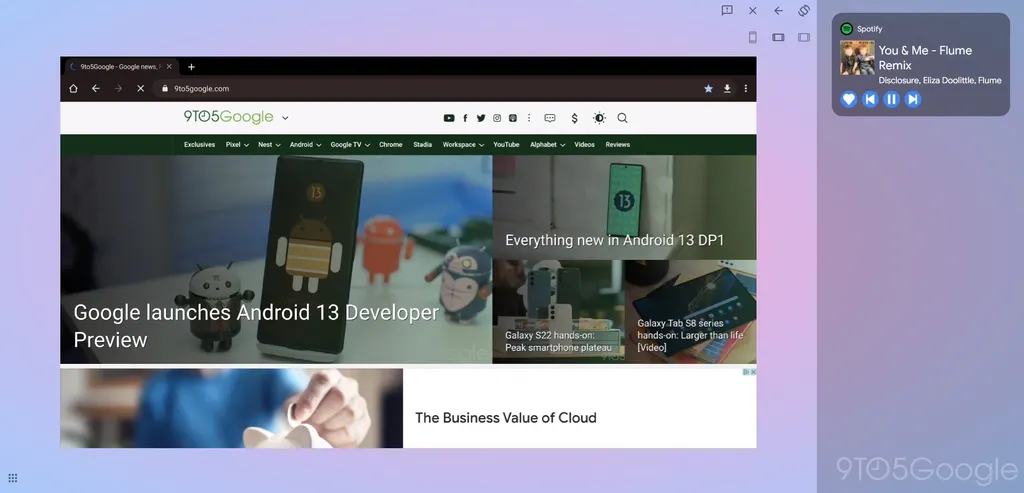 9to5Google - Google news, P
9to5google.com
9TO5Google
Exclusives Pixel Nest Android Google TV Chrome Stadia Workspace YouTube Alphabet Videos Reviews
13
Google launches Android 13 Developer
Preview
13
Everything new in Android 13 DP1
Galaxy S22 hands-on:
Peak smartphone plateau
Galaxy Tab S8 series
hands-on: Larger than life
[Video]
The Business Value of Cloud
Spotify
You & Me - Flume
Remix
Disclosure, Eliza Doolittle, Flume
9TO5Google